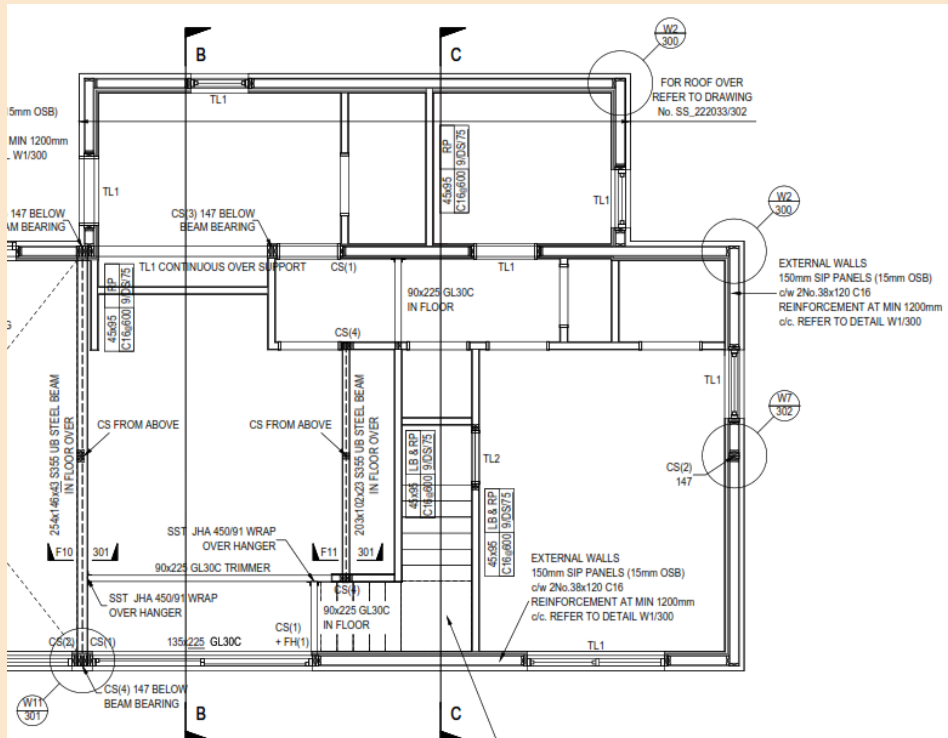 W2
300
B
C
FOR ROOF OVER
REFER TO DRAWING
No. SS_222033/302
TL1
5mm OSB)
MIN 1200mm
W1/300
45x95 RP
C16@600 9/DS/75
TL1
TL1
147 BELOW
AM BEARING
CS(3) 147 BELOW
BEAM BEARING
W2
300
TL1 CONTINUOUS OVER SUPPORT
CS(1)
TL1
EXTERNAL WALLS
150mm SIP PANELS (15mm OSB)
c/w 2No.38x120 C16
REINFORCEMENT AT MIN 1200mm
c/c. REFER TO DETAIL W1/300
45x95 RP
C16@600 9/DS/75
90x225 GL30C
IN FLOOR
CS(4)
TL1
W7
302
254x146x43 S355 UB STEEL BEAM
IN FLOOR OVER
CS FROM ABOVE
CS FROM ABOVE
203x102x23 S355 UB STEEL BEAM
IN FLOOR OVER
45x95 LB & RP
C16@600 9/DS/75
TL2
CS(2)
147
45x95 LB & RP
C16@600 9/DS/75
SST JHA 450/91 WRAP
OVER HANGER
F10 301
F11 301
90x225 GL30C TRIMMER
EXTERNAL WALLS
150mm SIP PANELS (15mm OSB)
c/w 2No.38x120 C16
REINFORCEMENT AT MIN 1200mm
c/c. REFER TO DETAIL W1/300
SST JHA 450/91 WRAP
OVER HANGER
CS(4)
90x225 GL30C
IN FLOOR
CS(1)
+ FH(1)
CS(2) CS(1)
135x225 GL30C
TL1
CS(4) 147 BELOW
BEAM BEARING
W11
301
B
C